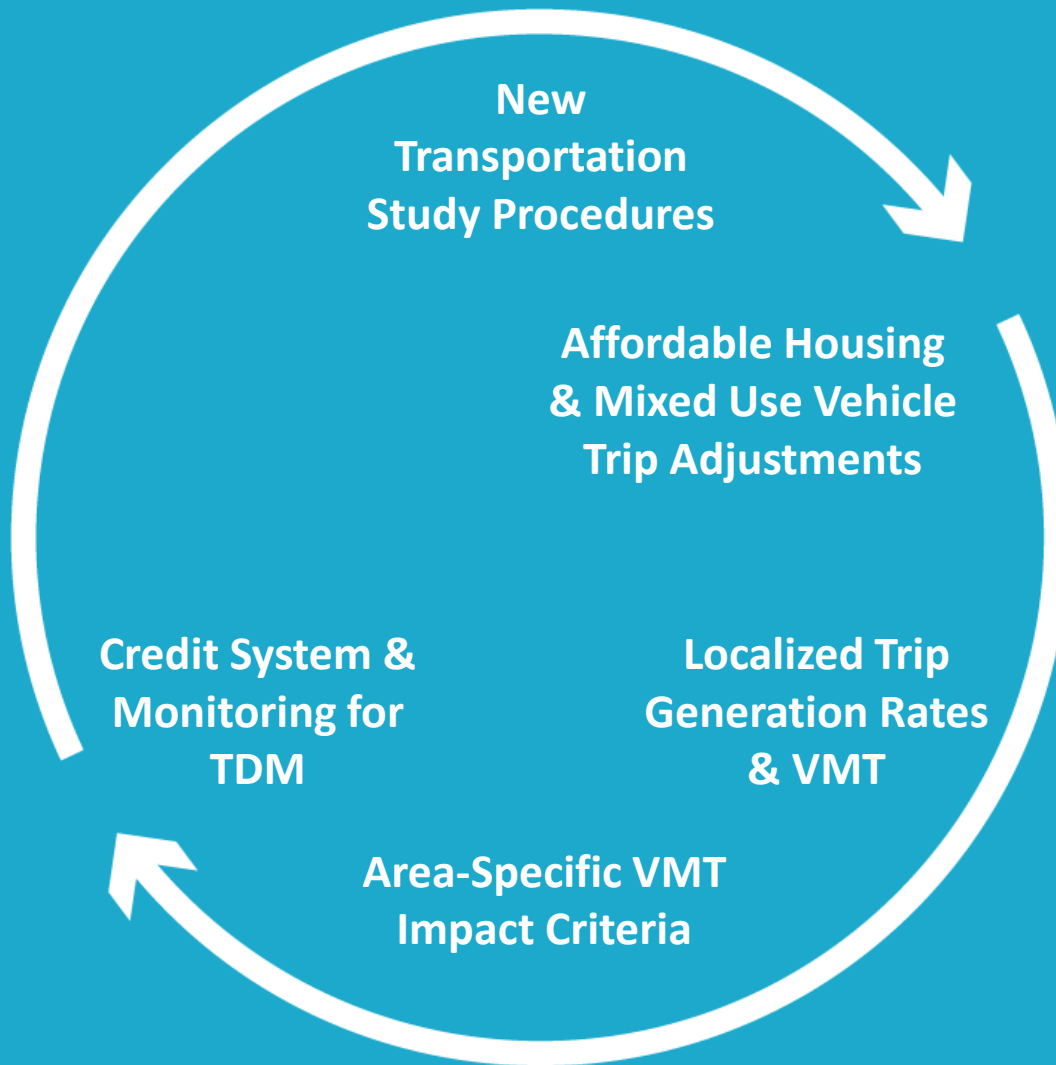 New
Transportation
Study Procedures
Affordable Housing
& Mixed Use Vehicle
Trip Adjustments
Localized Trip
Generation Rates
& VMT
Area-Specific VMT
Impact Criteria
Credit System &
Monitoring for
TDM